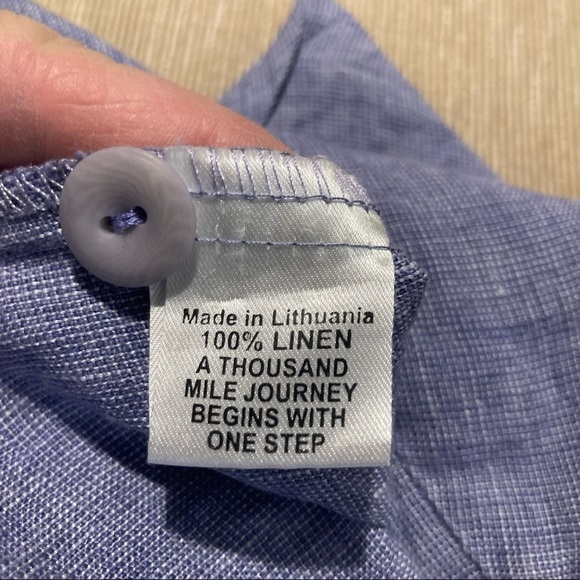 Made in Lithuania
100% LINEN
A THOUSAND
MILE JOURNEY
BEGINS WITH
ONE STEP